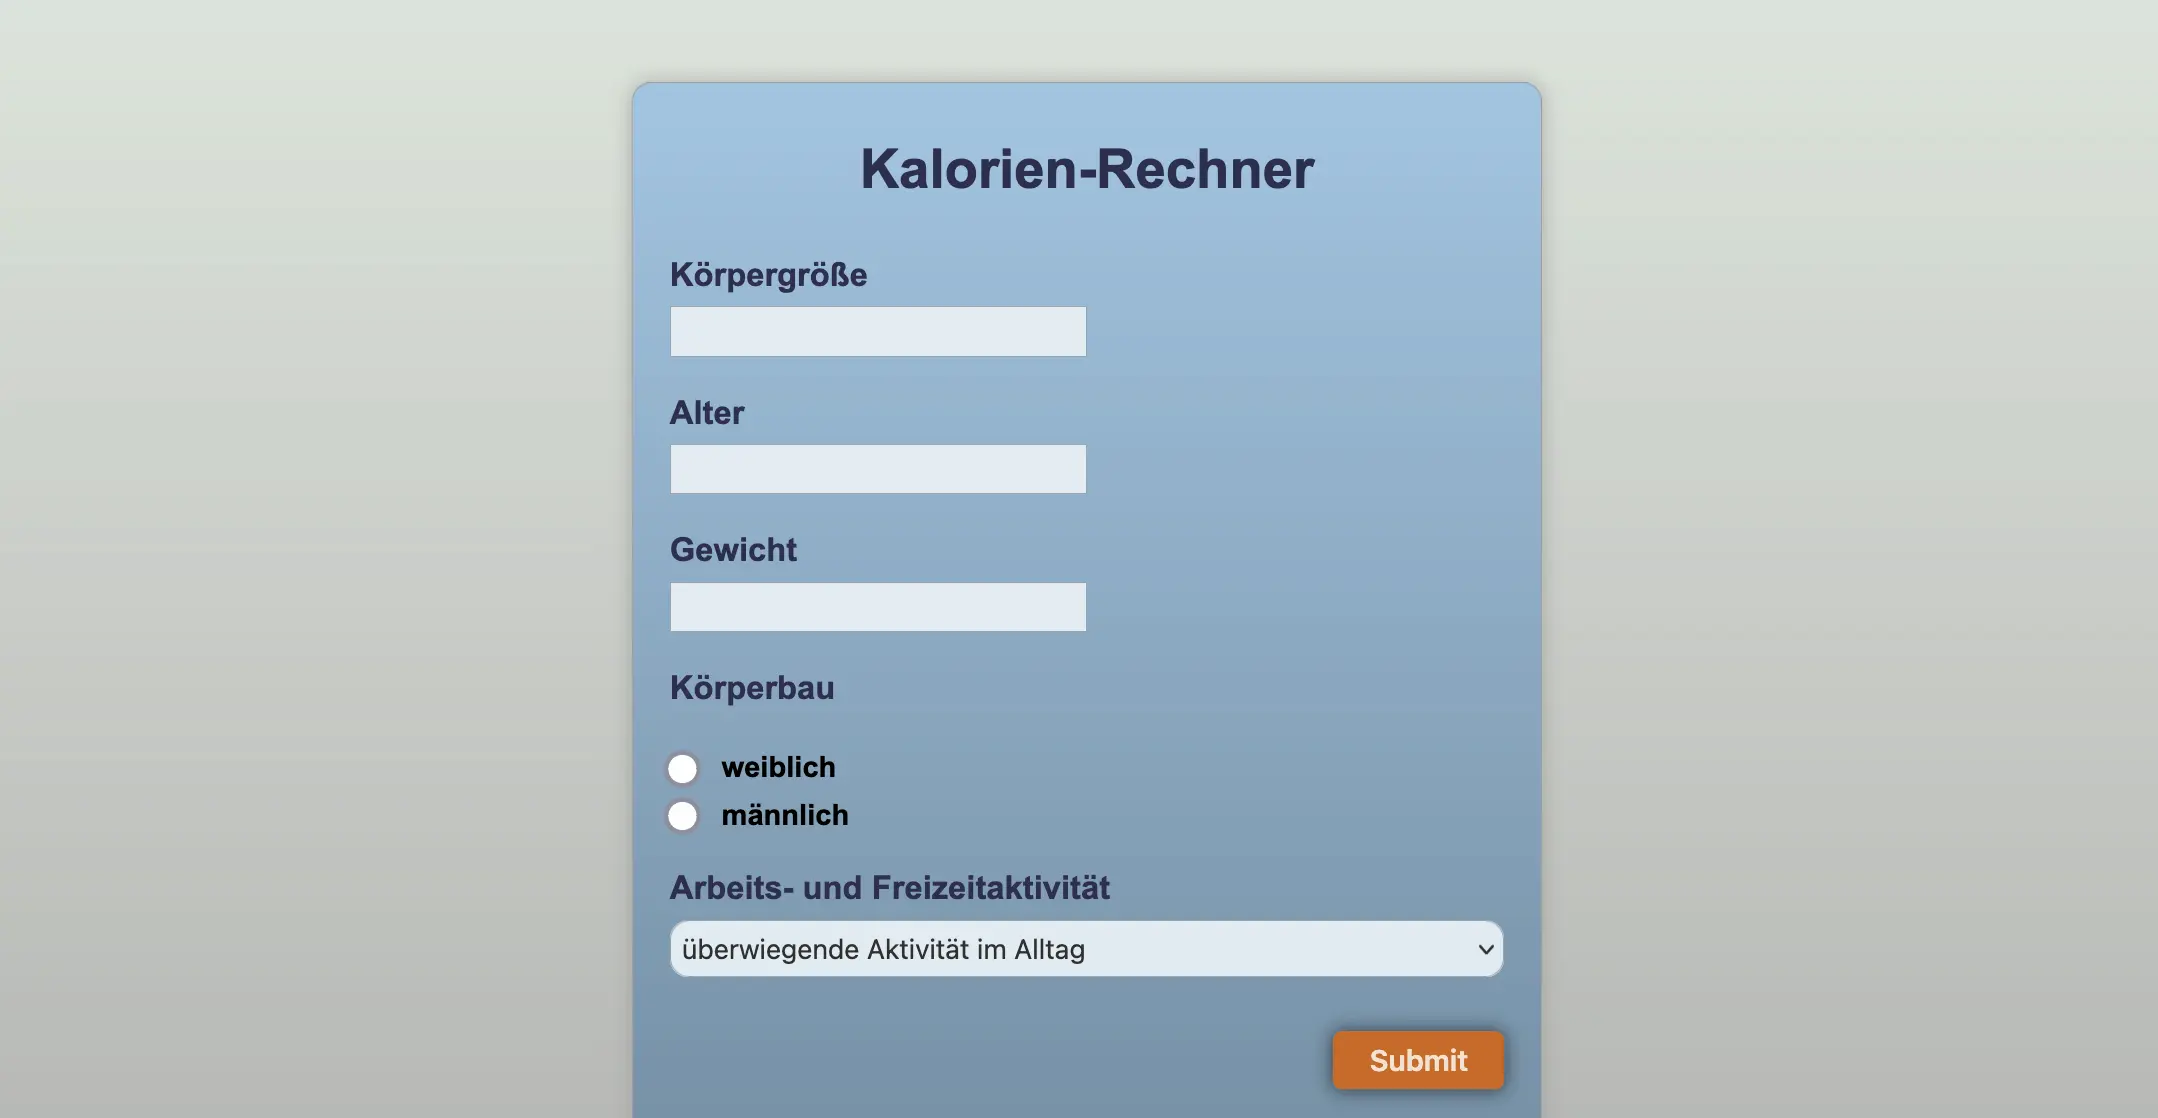 Kalorien-Rechner
Körpergröße
Alter
Gewicht
Körperbau
weiblich
männlich
Arbeits- und Freizeitaktivität
überwiegende Aktivität im Alltag
Submit